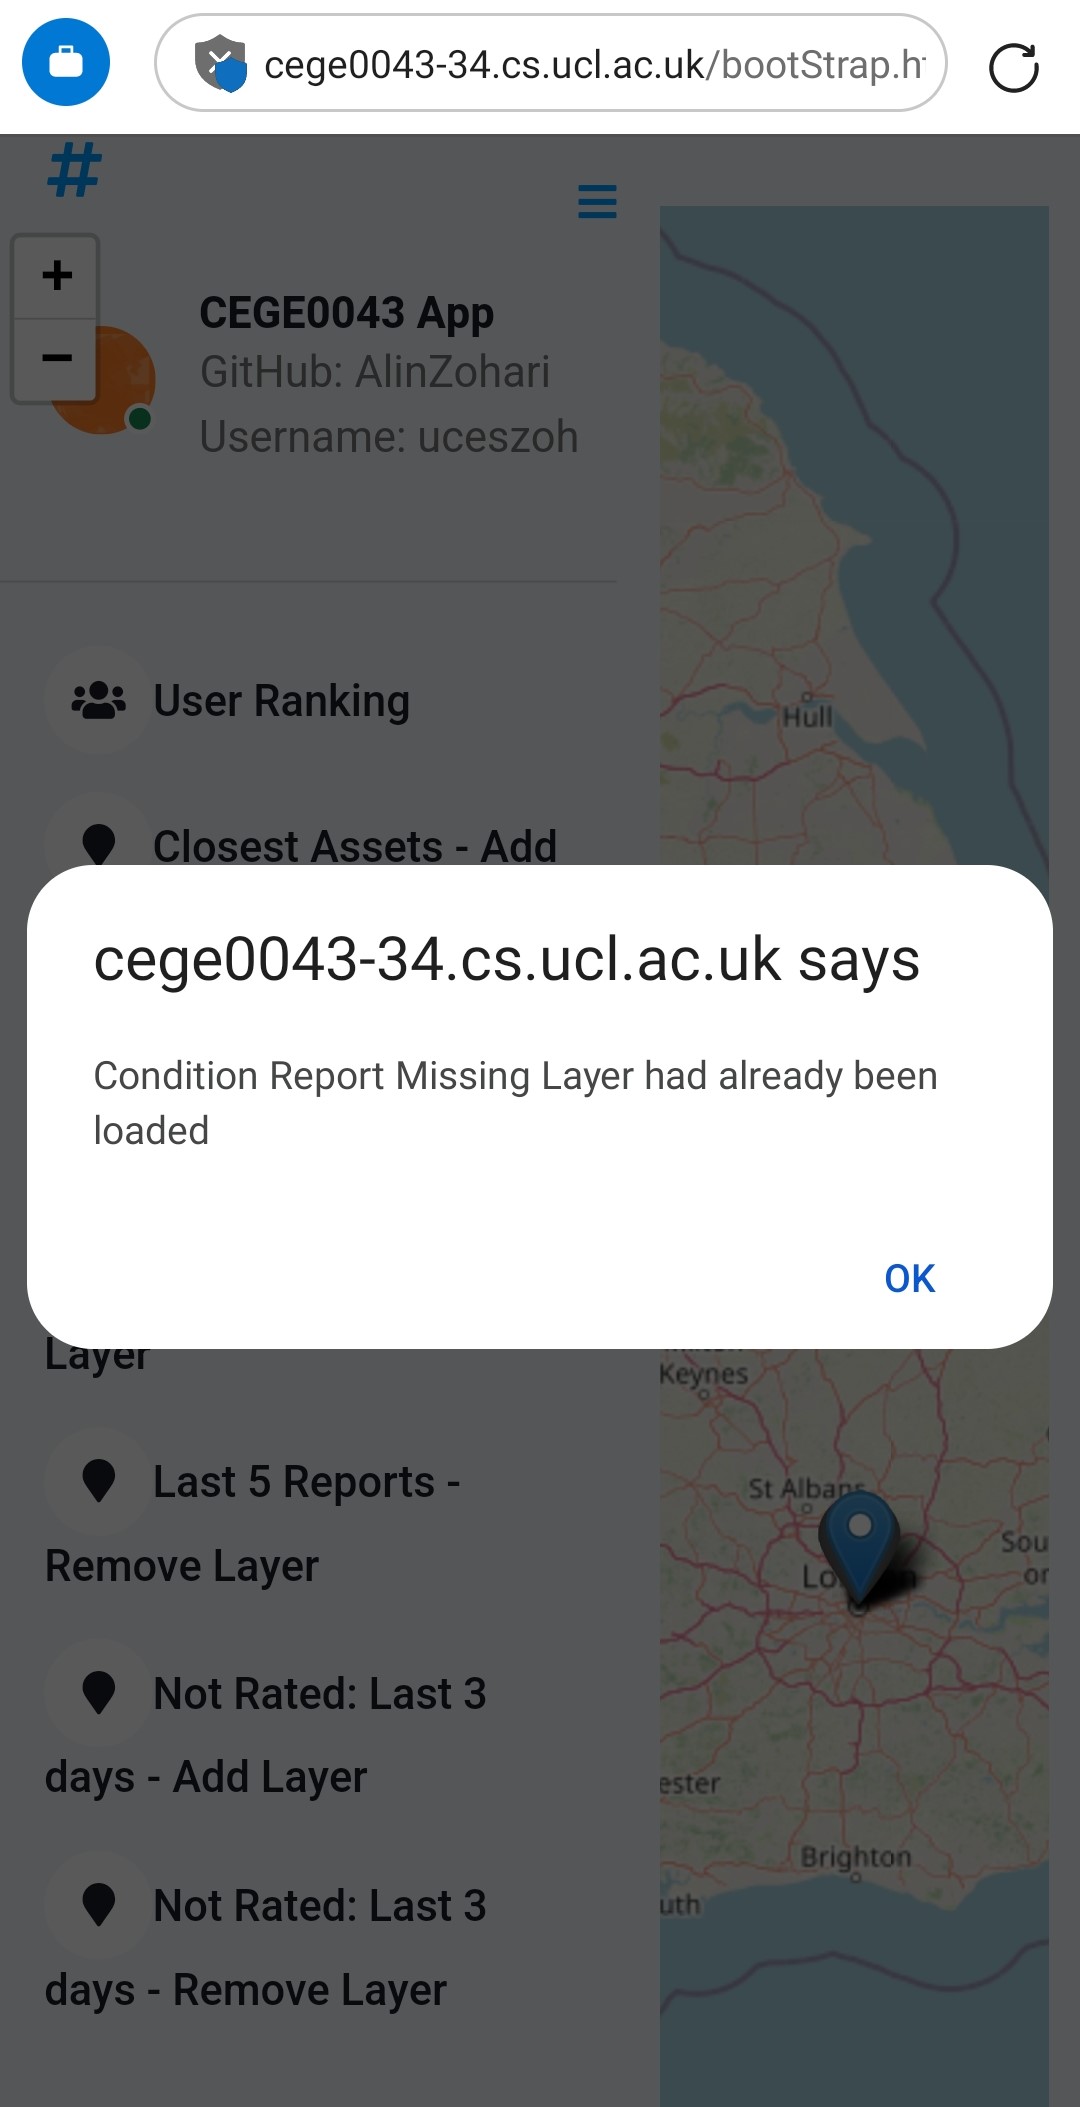 cege0043-34.cs.ucl.ac.uk/bootStrap.h
#
+
−
CEGE0043 App
GitHub: AlinZohari
Username: uceszoh
User Ranking
Closest Assets - Add
cege0043-34.cs.ucl.ac.uk says
Condition Report Missing Layer had already been
loaded
OK
Layer
Last 5 Reports -
Remove Layer
Not Rated: Last 3
days - Add Layer
Not Rated: Last 3
days - Remove Layer
Hull
Keynes
St Albans
Sou
or
ester
Brighton
uth